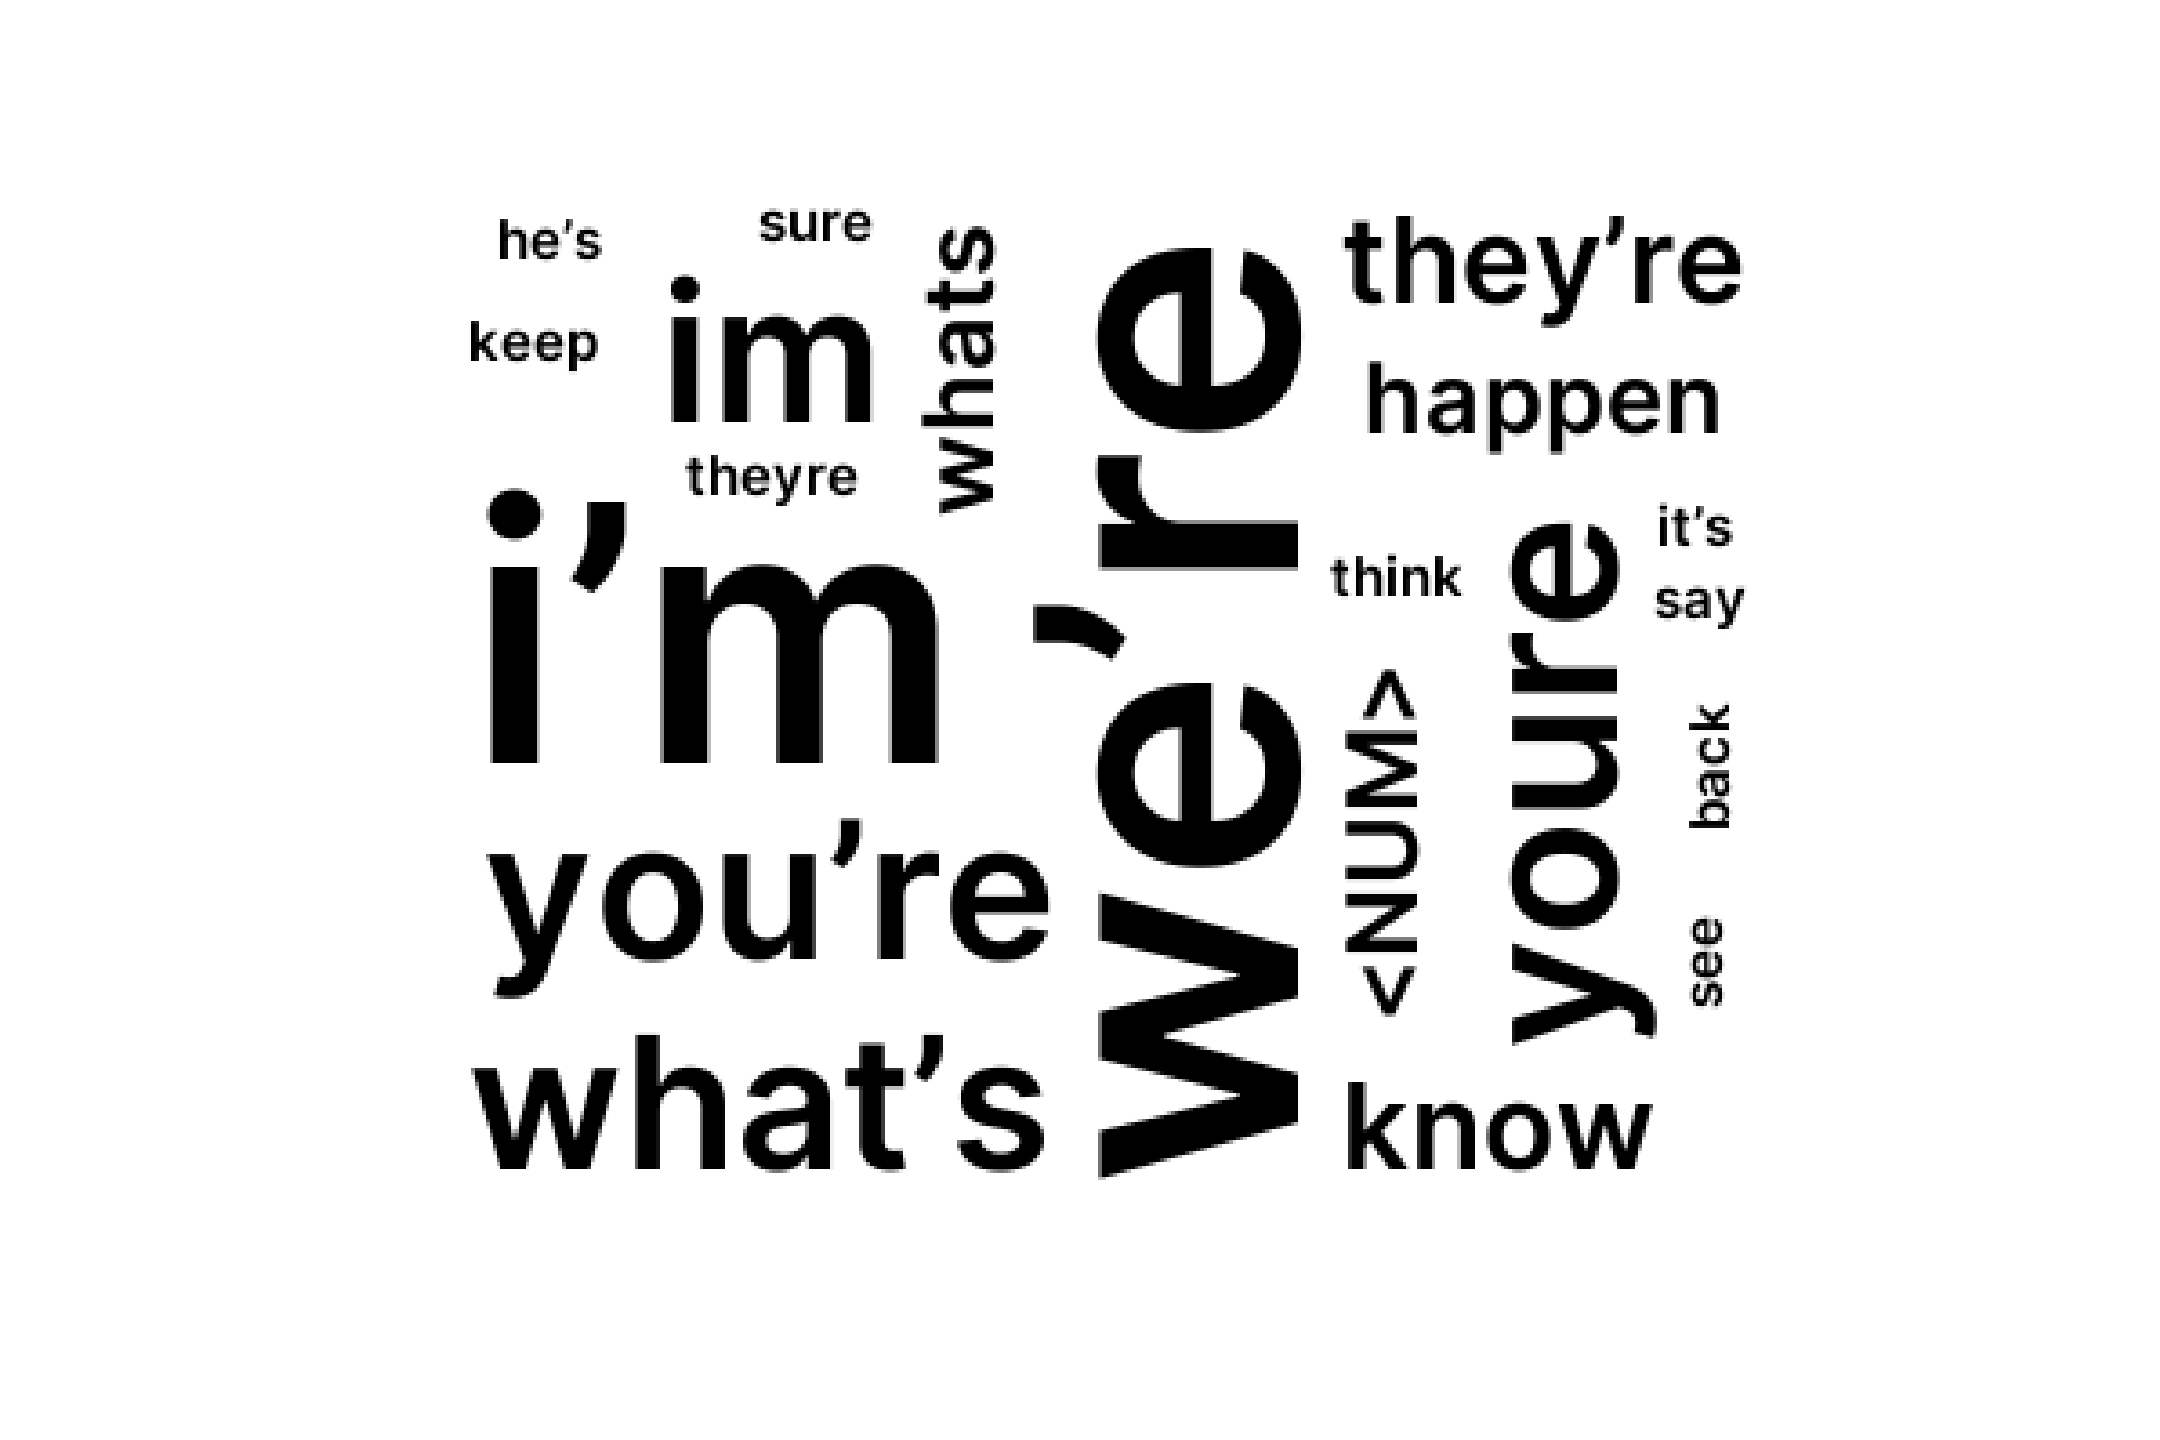 he’s
sure
keep
im
whats
theyre
i’m
you’re
what’s
we’re
they’re
happen
think
it’s
say
<NUM>
youre
back
see
know